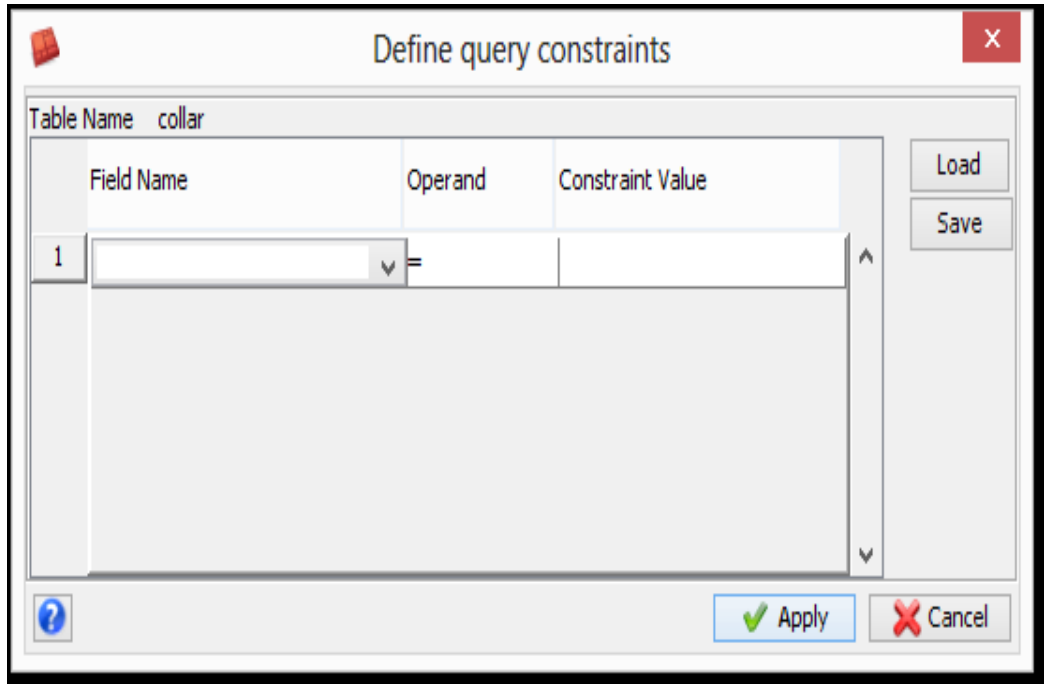 Define query constraints
x
Table Name collar
Field Name Operand Constraint Value
Load
Save
1 =
?
Apply Cancel